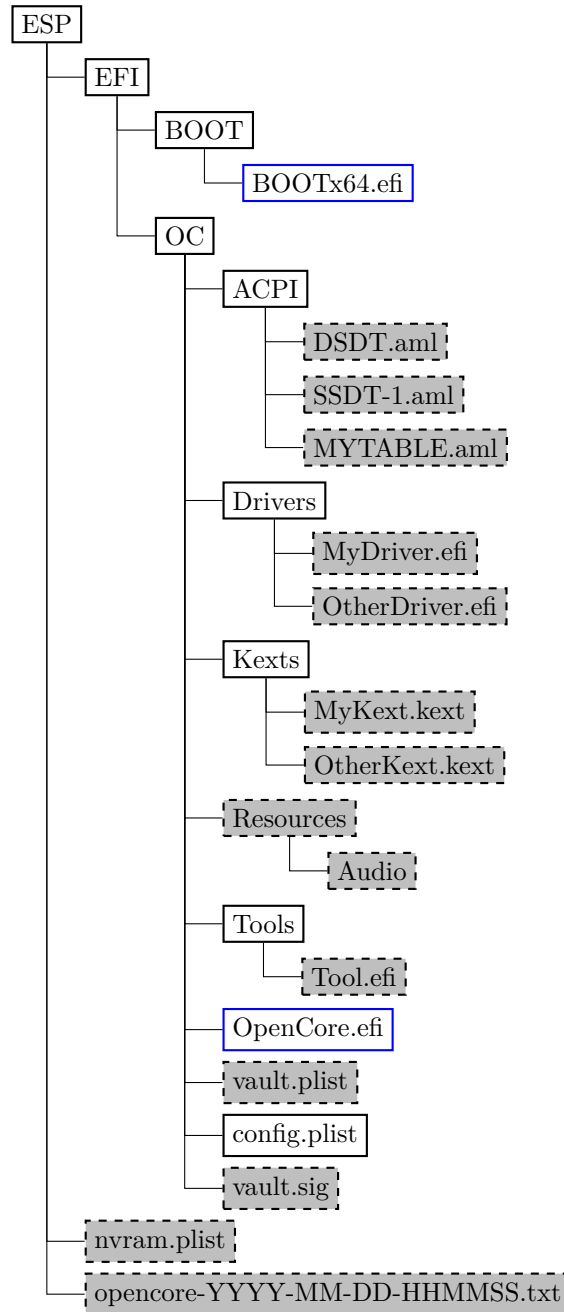 ESP
EFI
BOOT
BOOTx64.efi
OC
ACPI
DSDT.aml
SSDT-1.aml
MYTABLE.aml
Drivers
MyDriver.efi
OtherDriver.efi
Kexts
MyKext.kext
OtherKext.kext
Resources
Audio
Tools
Tool.efi
OpenCore.efi
vault.plist
config.plist
vault.sig
nvram.plist
opencore-YYYY-MM-DD-HHMMSS.txt